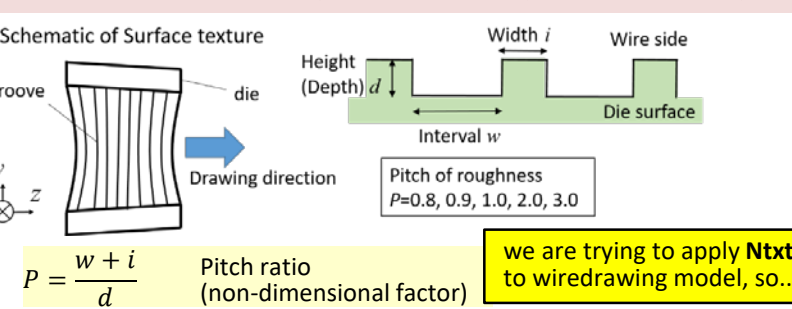 Schematic of Surface texture
die
Drawing direction
z
Height
(Depth) d
Width i
Wire side
Interval w
Die surface
Pitch of roughness
P=0.8, 0.9, 1.0, 2.0, 3.0
P = (w + i) / d
Pitch ratio
(non-dimensional factor)
we are trying to apply Ntxt
to wiredrawing model, so..